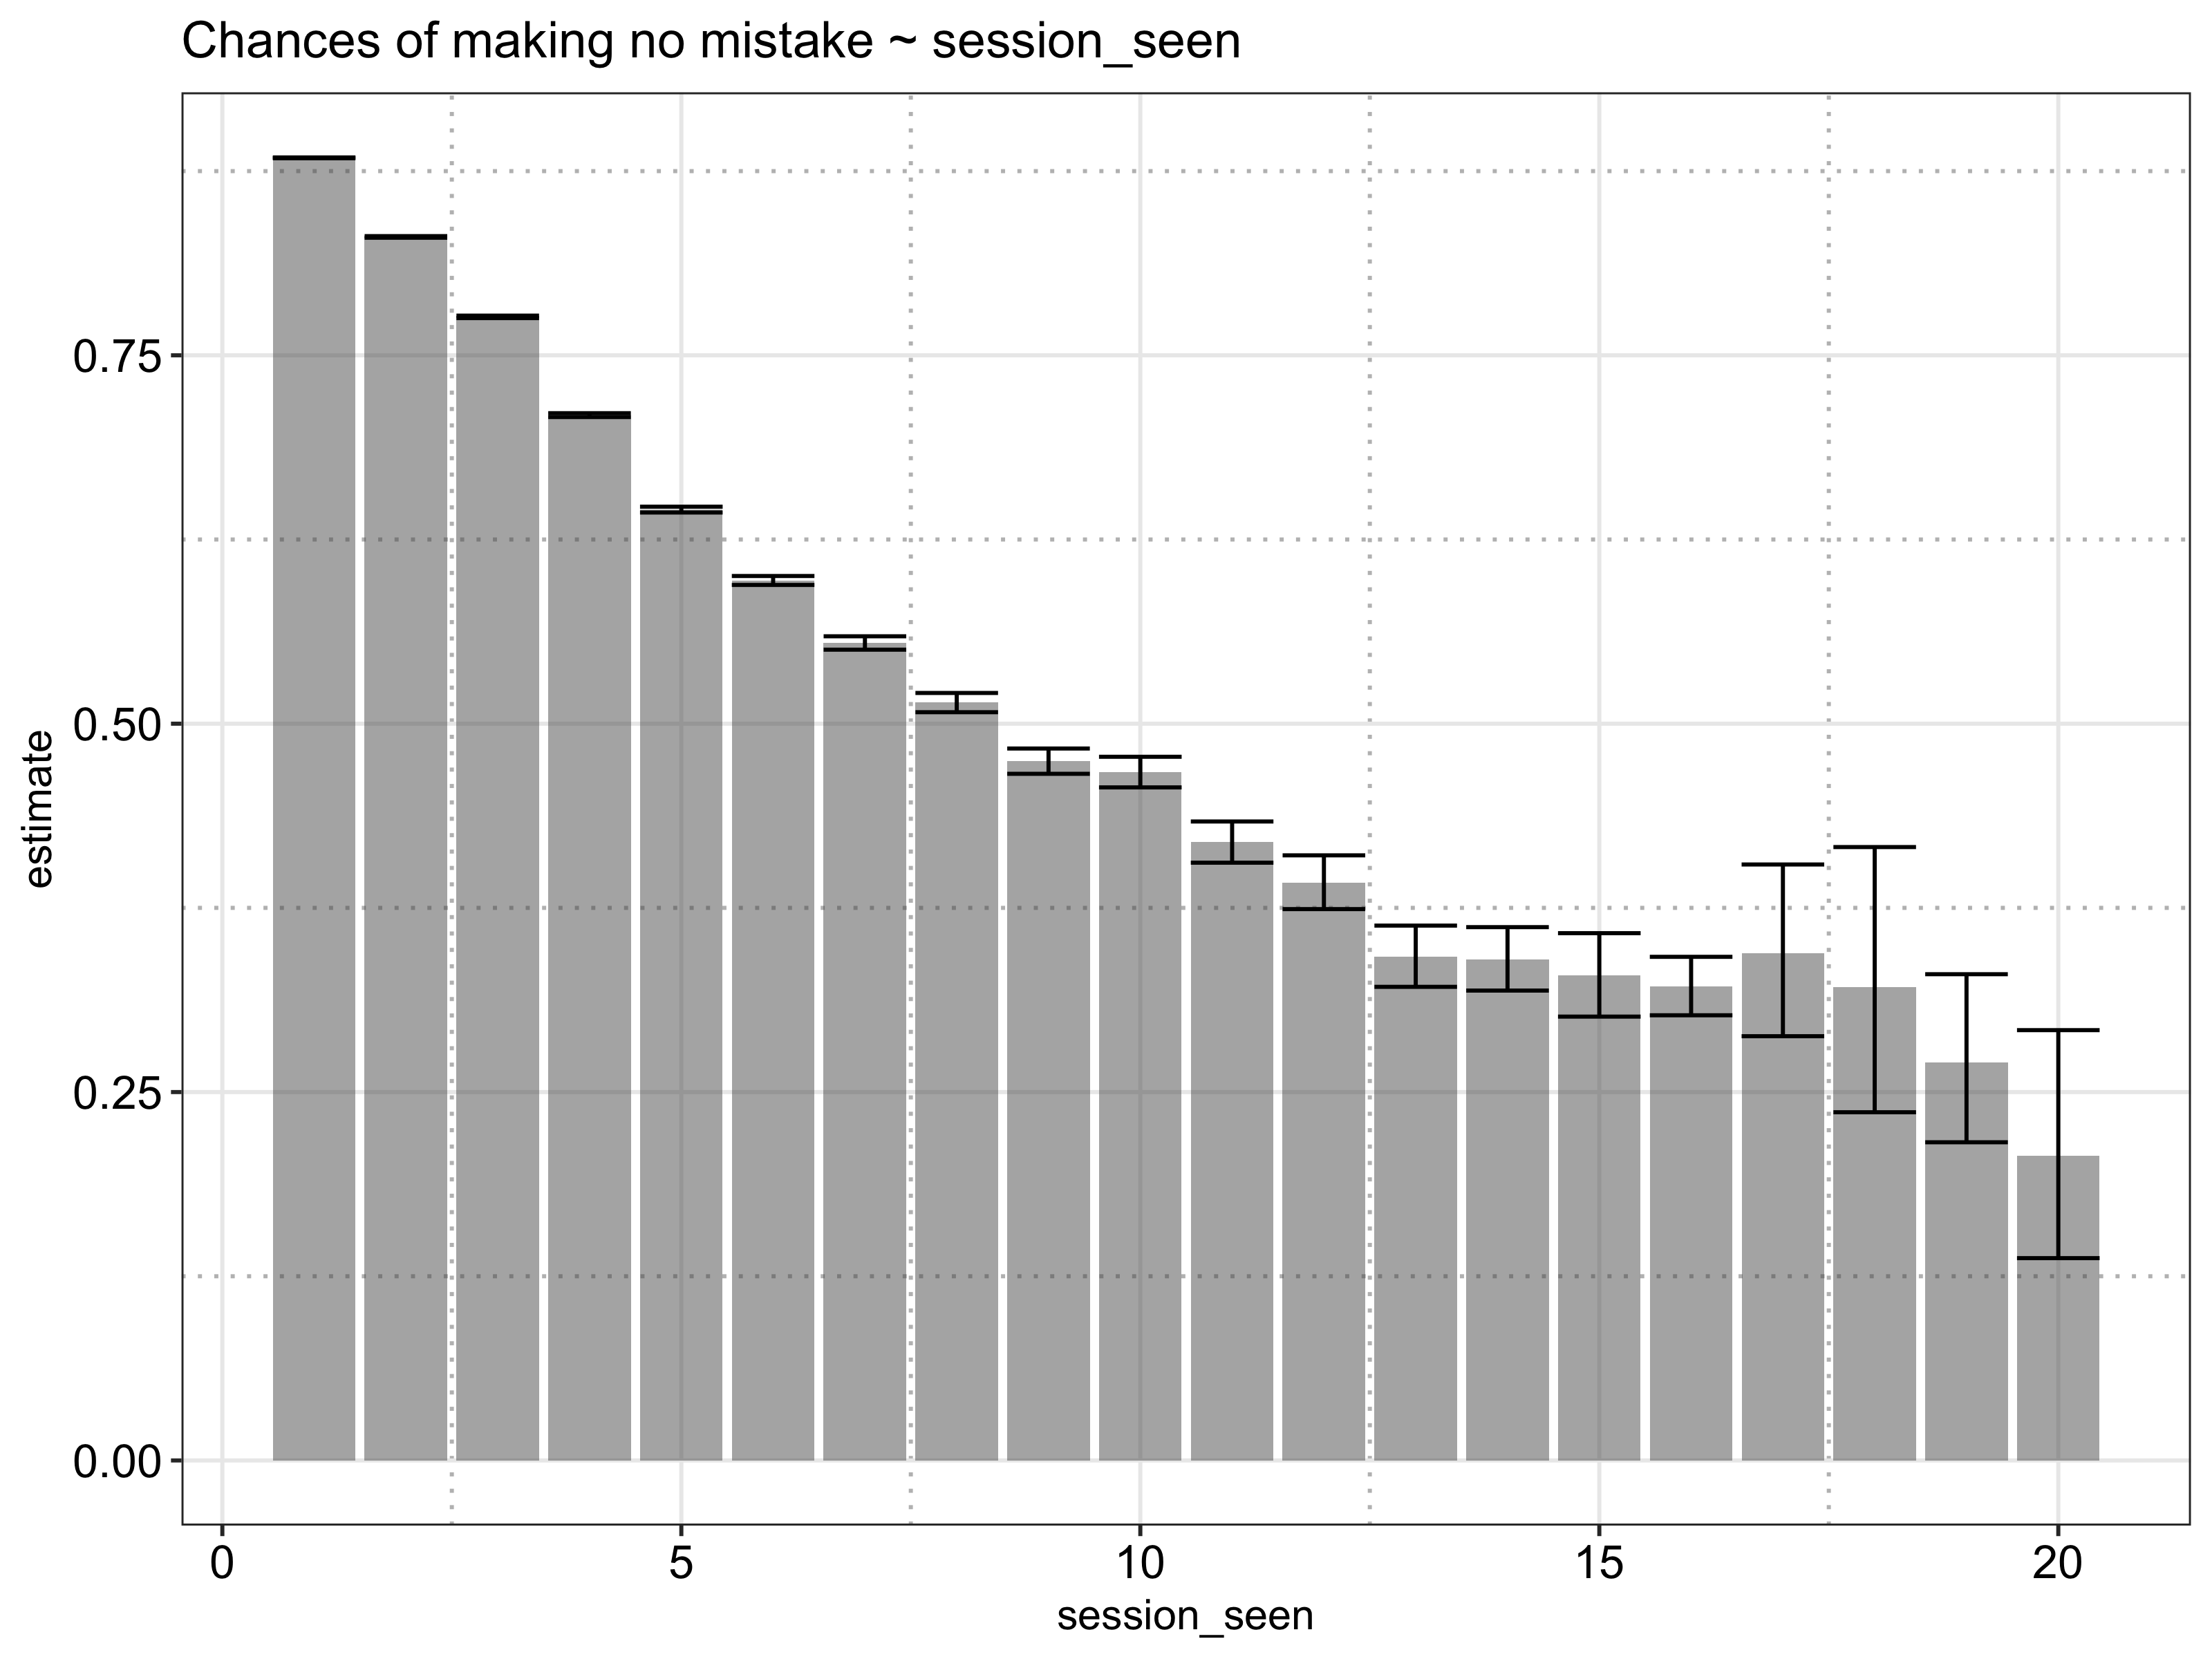 Chances of making no mistake ~ session_seen
0.75
0.50
0.25
0.00
estimate
0 5 10 15 20
session_seen